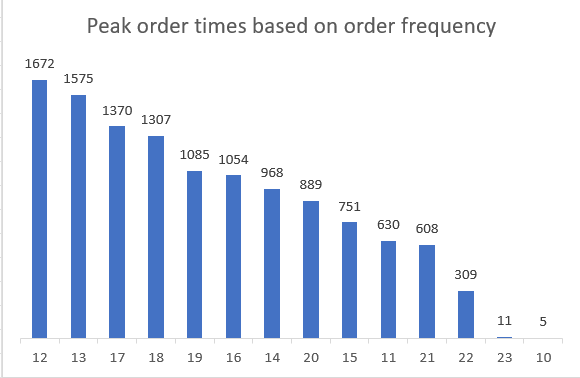 Peak order times based on order frequency
1672 1575 1370 1307 1085 1054 968 889 751 630 608 309 11 5
12 13 17 18 19 16 14 20 15 11 21 22 23 10